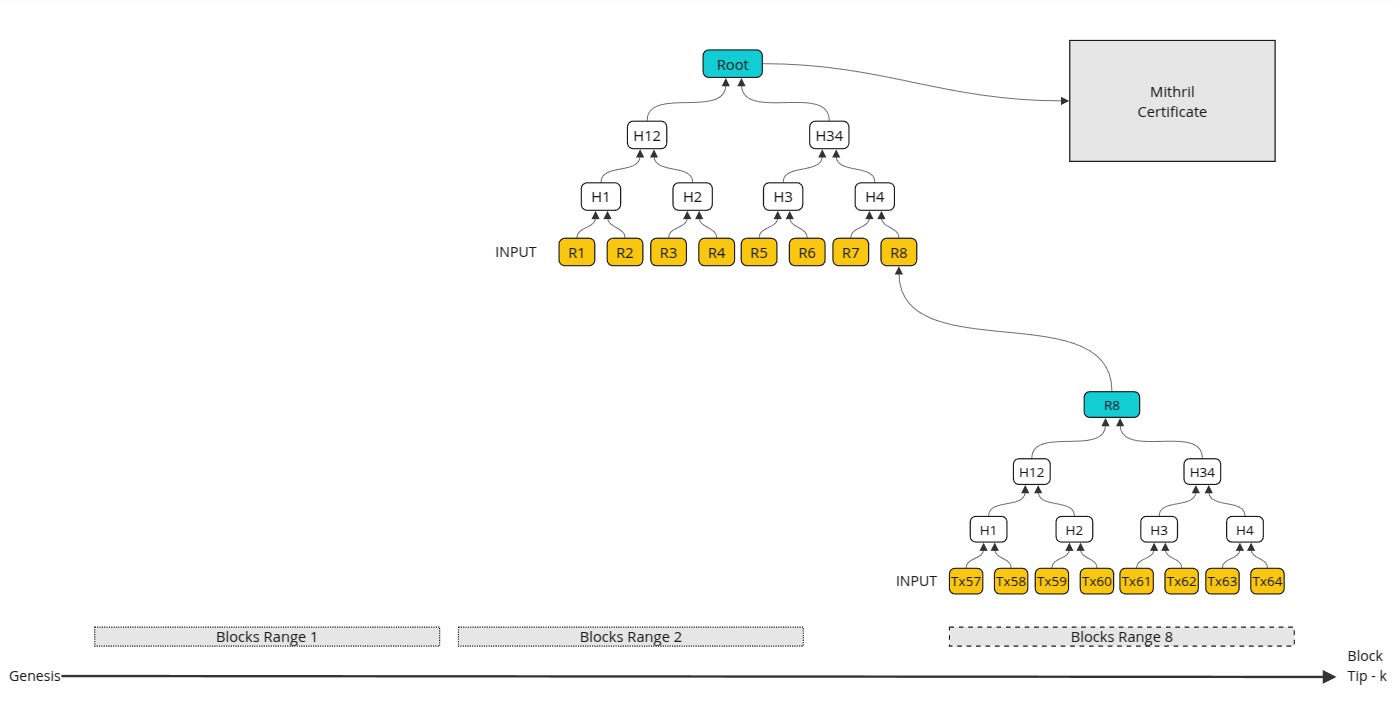 Root
Mithril
Certificate
H12
H34
H1
H2
H3
H4
INPUT
R1
R2
R3
R4
R5
R6
R7
R8
R8
H12
H34
H1
H2
H3
H4
INPUT
Tx57
Tx58
Tx59
Tx60
Tx61
Tx62
Tx63
Tx64
Blocks Range 1
Blocks Range 2
Blocks Range 8
Genesis
Block
Tip - k